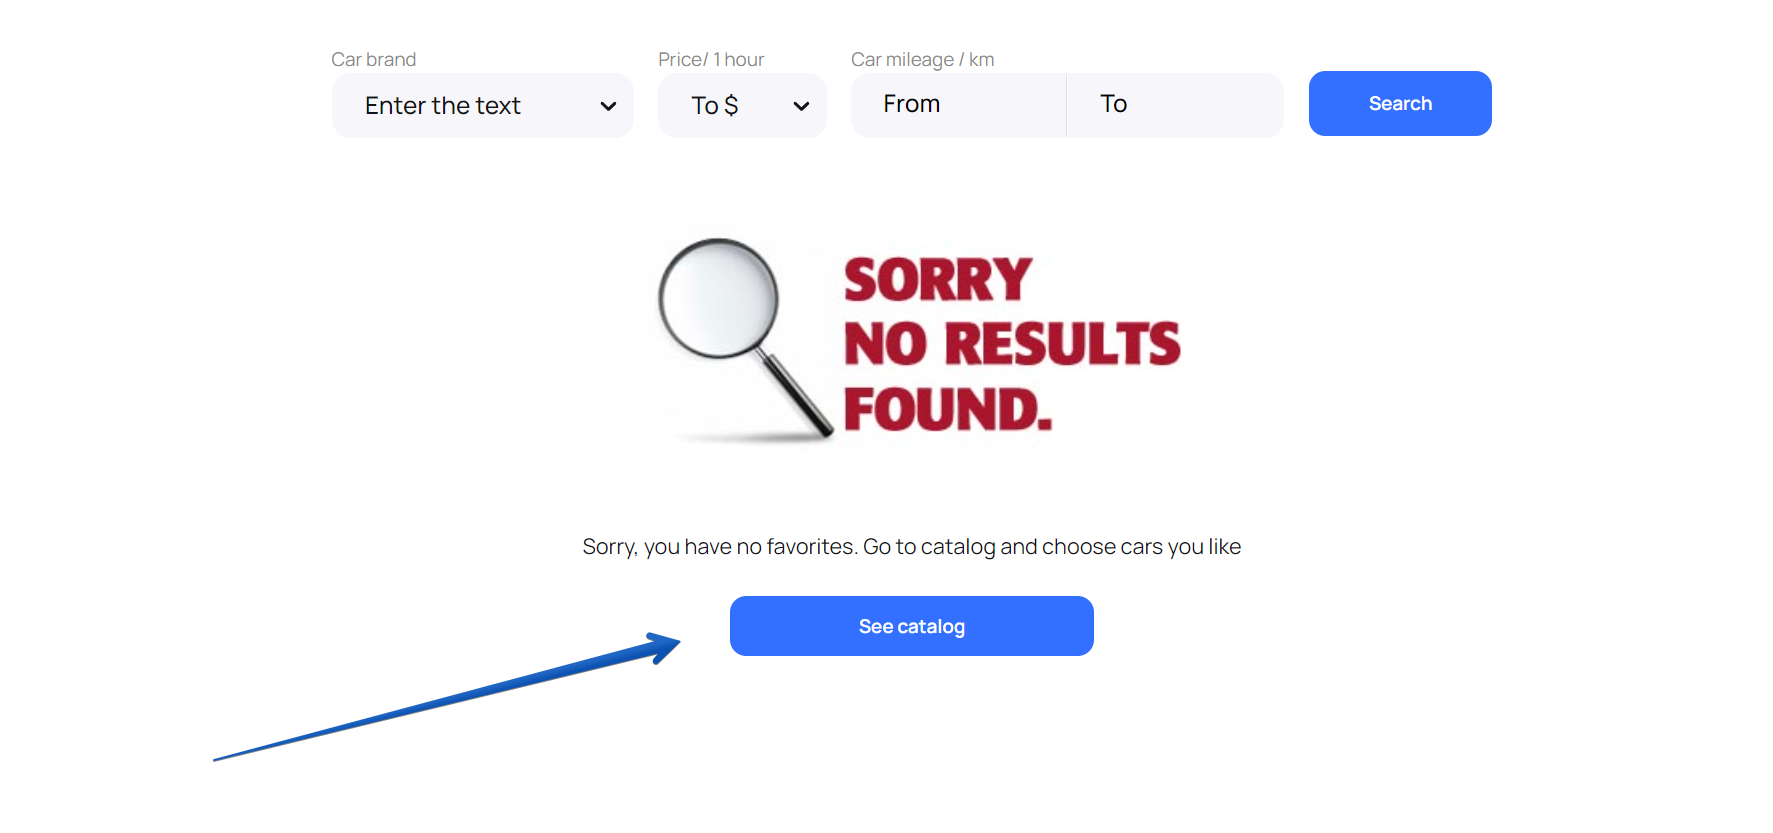 Car brand
Price/ 1 hour
Car mileage / km
Enter the text
To $
From
To
Search
SORRY
NO RESULTS
FOUND.
Sorry, you have no favorites. Go to catalog and choose cars you like
See catalog